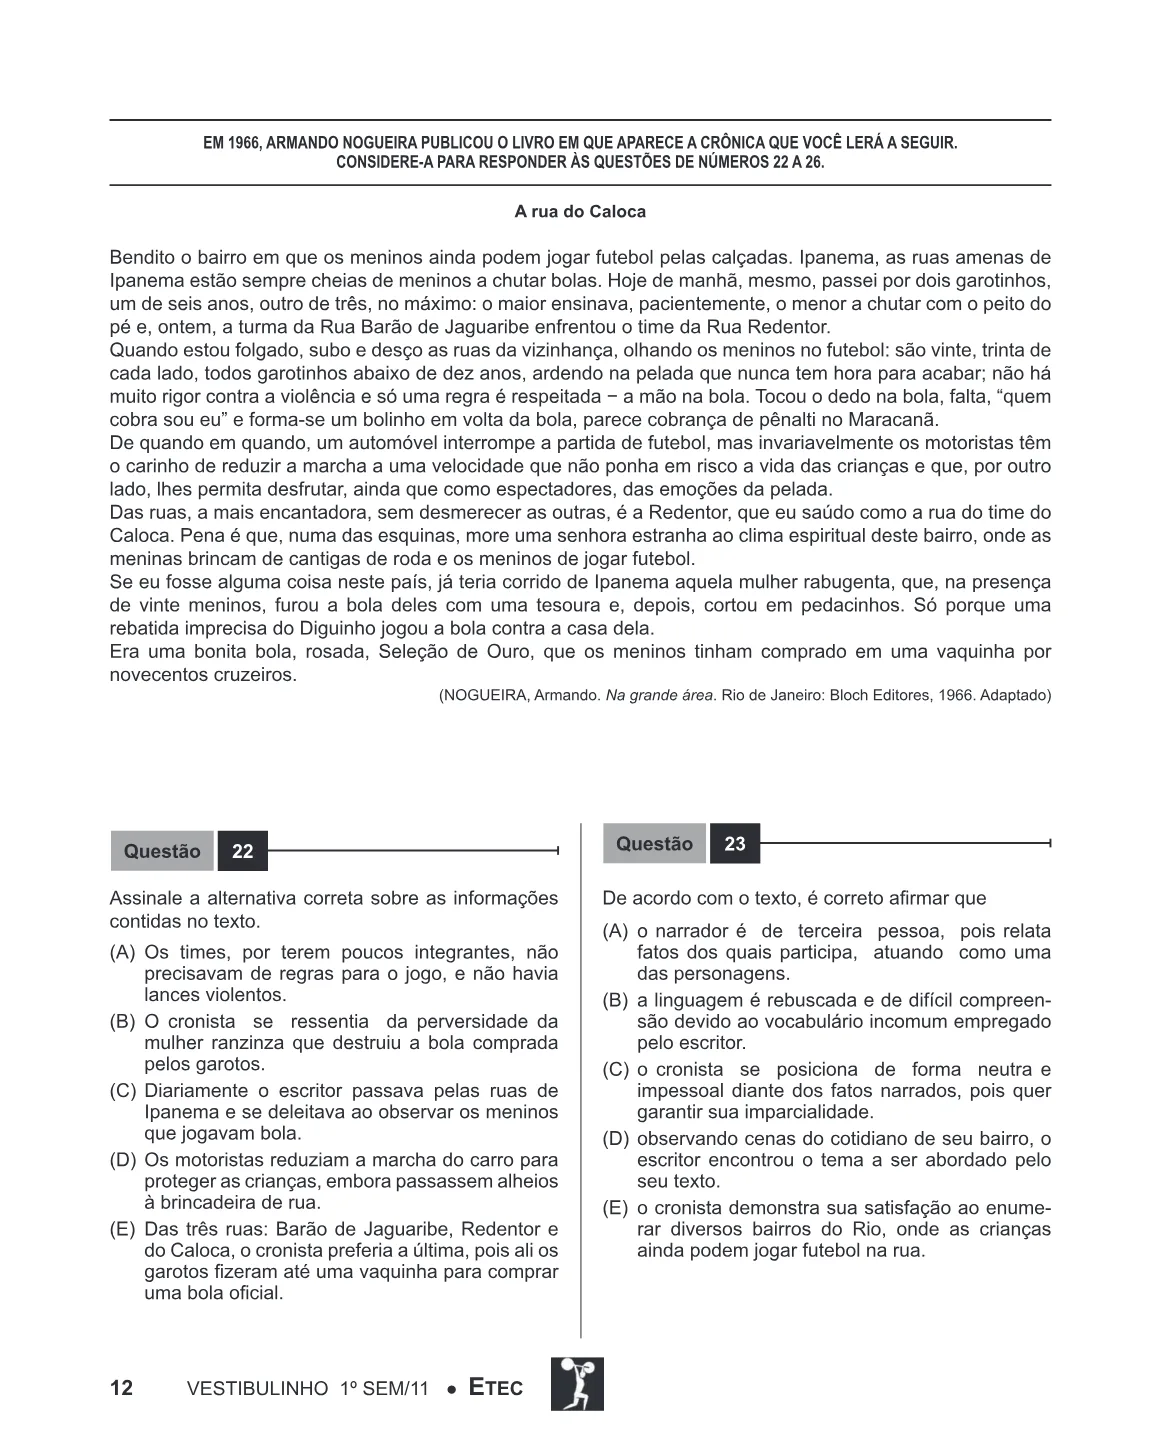 EM 1966, ARMANDO NOGUEIRA PUBLICOU O LIVRO EM QUE APARECE A CRÔNICA QUE VOCÊ LERÁ A SEGUIR.
CONSIDERE-A PARA RESPONDER ÀS QUESTÕES DE NÚMEROS 22 A 26.
A rua do Caloca
Bendito o bairro em que os meninos ainda podem jogar futebol pelas calçadas. Ipanema, as ruas amenas de
Ipanema estão sempre cheias de meninos a chutar bolas. Hoje de manhã, mesmo, passei por dois garotinhos,
um de seis anos, outro de três, no máximo: o maior ensinava, pacientemente, o menor a chutar com o peito do
pé e, ontem, a turma da Rua Barão de Jaguaribe enfrentou o time da Rua Redentor.
Quando estou folgado, subo e desço as ruas da vizinhança, olhando os meninos no futebol: são vinte, trinta de
cada lado, todos garotinhos abaixo de dez anos, ardendo na pelada que nunca tem hora para acabar; não há
muito rigor contra a violência e só uma regra é respeitada − a mão na bola. Tocou o dedo na bola, falta, “quem
cobra sou eu” e forma-se um bolinho em volta da bola, parece cobrança de pênalti no Maracanã.
De quando em quando, um automóvel interrompe a partida de futebol, mas invariavelmente os motoristas têm
o carinho de reduzir a marcha a uma velocidade que não ponha em risco a vida das crianças e que, por outro
lado, lhes permita desfrutar, ainda que como espectadores, das emoções da pelada.
Das ruas, a mais encantadora, sem desmerecer as outras, é a Redentor, que eu saúdo como a rua do time do
Caloca. Pena é que, numa das esquinas, more uma senhora estranha ao clima espiritual deste bairro, onde as
meninas brincam de cantigas de roda e os meninos de jogar futebol.
Se eu fosse alguma coisa neste país, já teria corrido de Ipanema aquela mulher rabugenta, que, na presença
de vinte meninos, furou a bola deles com uma tesoura e, depois, cortou em pedacinhos. Só porque uma
rebatida imprecisa do Diguinho jogou a bola contra a casa dela.
Era uma bonita bola, rosada, Seleção de Ouro, que os meninos tinham comprado em uma vaquinha por
novecentos cruzeiros.
(NOGUEIRA, Armando. Na grande área. Rio de Janeiro: Bloch Editores, 1966. Adaptado)
Questão 22
Assinale a alternativa correta sobre as informações
contidas no texto.
(A) Os times, por terem poucos integrantes, não
precisavam de regras para o jogo, e não havia
lances violentos.
(B) O cronista se ressentia da perversidade da
mulher ranzinza que destruiu a bola comprada
pelos garotos.
(C) Diariamente o escritor passava pelas ruas de
Ipanema e se deleitava ao observar os meninos
que jogavam bola.
(D) Os motoristas reduziam a marcha do carro para
proteger as crianças, embora passassem alheios
à brincadeira de rua.
(E) Das três ruas: Barão de Jaguaribe, Redentor e
do Caloca, o cronista preferia a última, pois ali os
garotos fizeram até uma vaquinha para comprar
uma bola oficial.
Questão 23
De acordo com o texto, é correto afirmar que
(A) o narrador é de terceira pessoa, pois relata
fatos dos quais participa, atuando como uma
das personagens.
(B) a linguagem é rebuscada e de difícil compreen-
são devido ao vocabulário incomum empregado
pelo escritor.
(C) o cronista se posiciona de forma neutra e
impessoal diante dos fatos narrados, pois quer
garantir sua imparcialidade.
(D) observando cenas do cotidiano de seu bairro, o
escritor encontrou o tema a ser abordado pelo
seu texto.
(E) o cronista demonstra sua satisfação ao enume-
rar diversos bairros do Rio, onde as crianças
ainda podem jogar futebol na rua.
12 VESTIBULINHO 1º SEM/11 ● ETEC